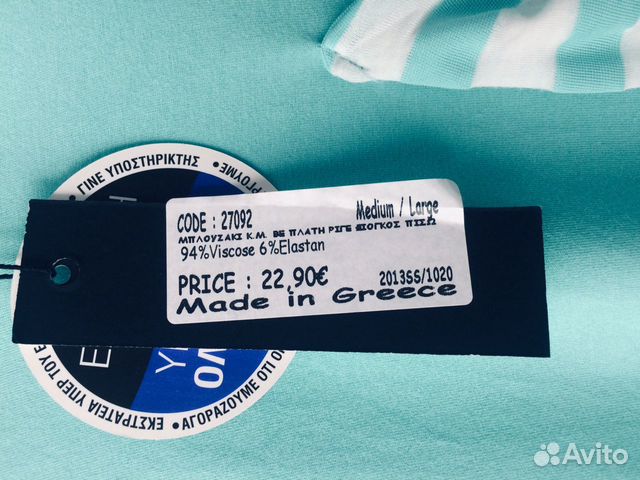 CODE : 27092 Medium / Large
ΜΠΛΟΥΖΑΚΙ Κ.Μ. ΒΕ ΠΛΑΤΗ ΡΙΓΕ ΦΙΟΓΚΟΣ ΠΙΣΩ
94%Viscose 6%Elastan
PRICE : 22,90€ 2013SS/1020
Made in Greece
• ΓΙΝΕ ΥΠΟΣΤΗΡΙΚΤΗΣ
ΕΚΣΤΡΑΤΕΙΑ ΥΠΕΡ ΤΟΥ Ε
• ΑΓΟΡΑΖΟΥΜΕ ΟΤΙ
Avito